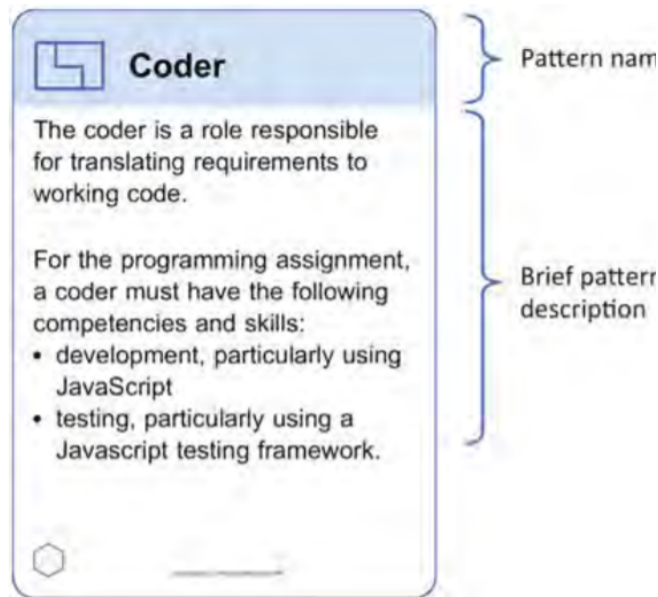 Coder
Pattern nam
The coder is a role responsible
for translating requirements to
working code.
For the programming assignment,
a coder must have the following
competencies and skills:
• development, particularly using
JavaScript
• testing, particularly using a
Javascript testing framework.
Brief pattern
description